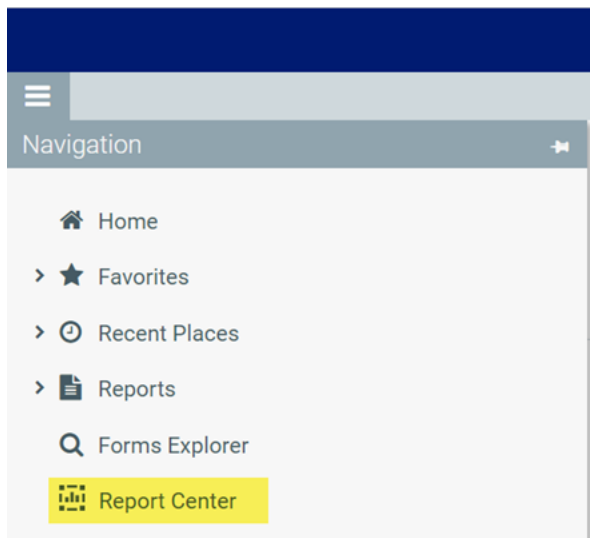 Navigation
Home
Favorites
Recent Places
Reports
Forms Explorer
Report Center